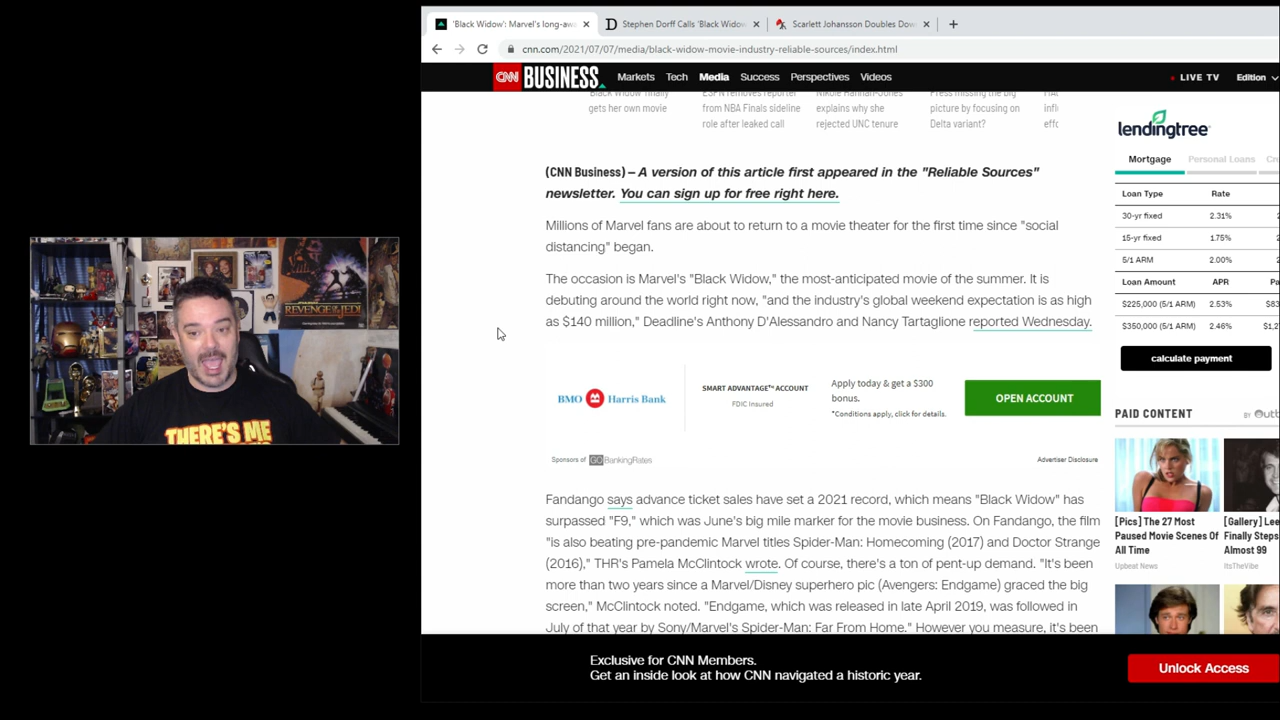 'Black Widow': Marvel's long-awa
Stephen Dorff Calls 'Black Widow
Scarlett Johansson Doubles Dow
cnn.com/2021/07/07/media/black-widow-movie-industry-reliable-sources/index.html
CNN BUSINESS
Markets Tech Media Success Perspectives Videos
LIVE TV Edition
'Black Widow' finally
gets her own movie
ESPN removes reporter
from NBA Finals sideline
role after leaked call
Nikole Hannah-Jones
explains why she
rejected UNC tenure
Press missing the big
picture by focusing on
Delta variant?
(CNN Business) – A version of this article first appeared in the "Reliable Sources"
newsletter. You can sign up for free right here.
Millions of Marvel fans are about to return to a movie theater for the first time since "social
distancing" began.
The occasion is Marvel's "Black Widow," the most-anticipated movie of the summer. It is
debuting around the world right now, "and the industry's global weekend expectation is as high
as $140 million," Deadline's Anthony D'Alessandro and Nancy Tartaglione reported Wednesday.
BMO Harris Bank
SMART ADVANTAGE™ ACCOUNT
FDIC Insured
Apply today & get a $300
bonus.
*Conditions apply, click for details.
OPEN ACCOUNT
Sponsors of GOBankingRates
Advertiser Disclosure
Fandango says advance ticket sales have set a 2021 record, which means "Black Widow" has
surpassed "F9," which was June's big mile marker for the movie business. On Fandango, the film
"is also beating pre-pandemic Marvel titles Spider-Man: Homecoming (2017) and Doctor Strange
(2016)," THR's Pamela McClintock wrote. Of course, there's a ton of pent-up demand. "It's been
more than two years since a Marvel/Disney superhero pic (Avengers: Endgame) graced the big
screen," McClintock noted. "Endgame, which was released in late April 2019, was followed in
July of that year by Sony/Marvel's Spider-Man: Far From Home." However you measure, it's been
lendingtree
Mortgage Personal Loans
Loan Type Rate
30-yr fixed 2.31%
15-yr fixed 1.75%
5/1 ARM 2.00%
Loan Amount APR
$225,000 (5/1 ARM) 2.53%
$350,000 (5/1 ARM) 2.46%
calculate payment
PAID CONTENT
[Pics] The 27 Most
Paused Movie Scenes Of
All Time
Upbeat News
[Gallery] Lee
Finally Steps
Almost 99
ItsTheVibe
Exclusive for CNN Members.
Get an inside look at how CNN navigated a historic year.
Unlock Access
REVENGE OF THE JEDI
THERE'S ME